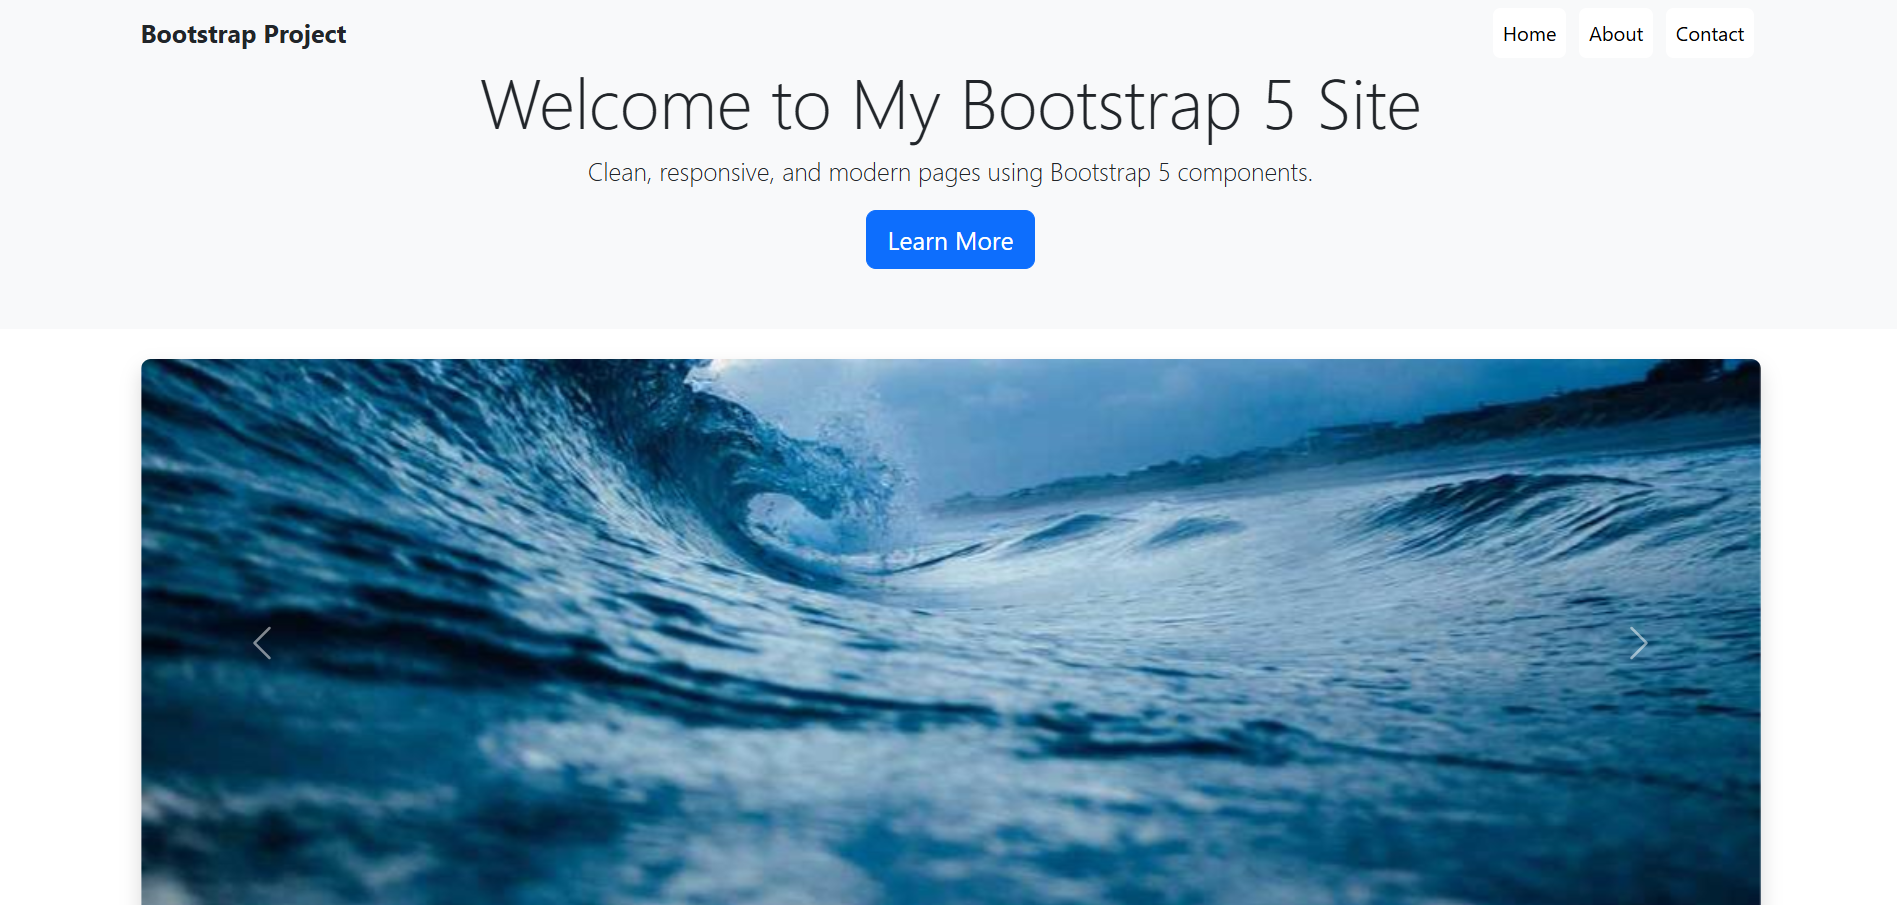 Bootstrap Project
Home About Contact
Welcome to My Bootstrap 5 Site
Clean, responsive, and modern pages using Bootstrap 5 components.
Learn More